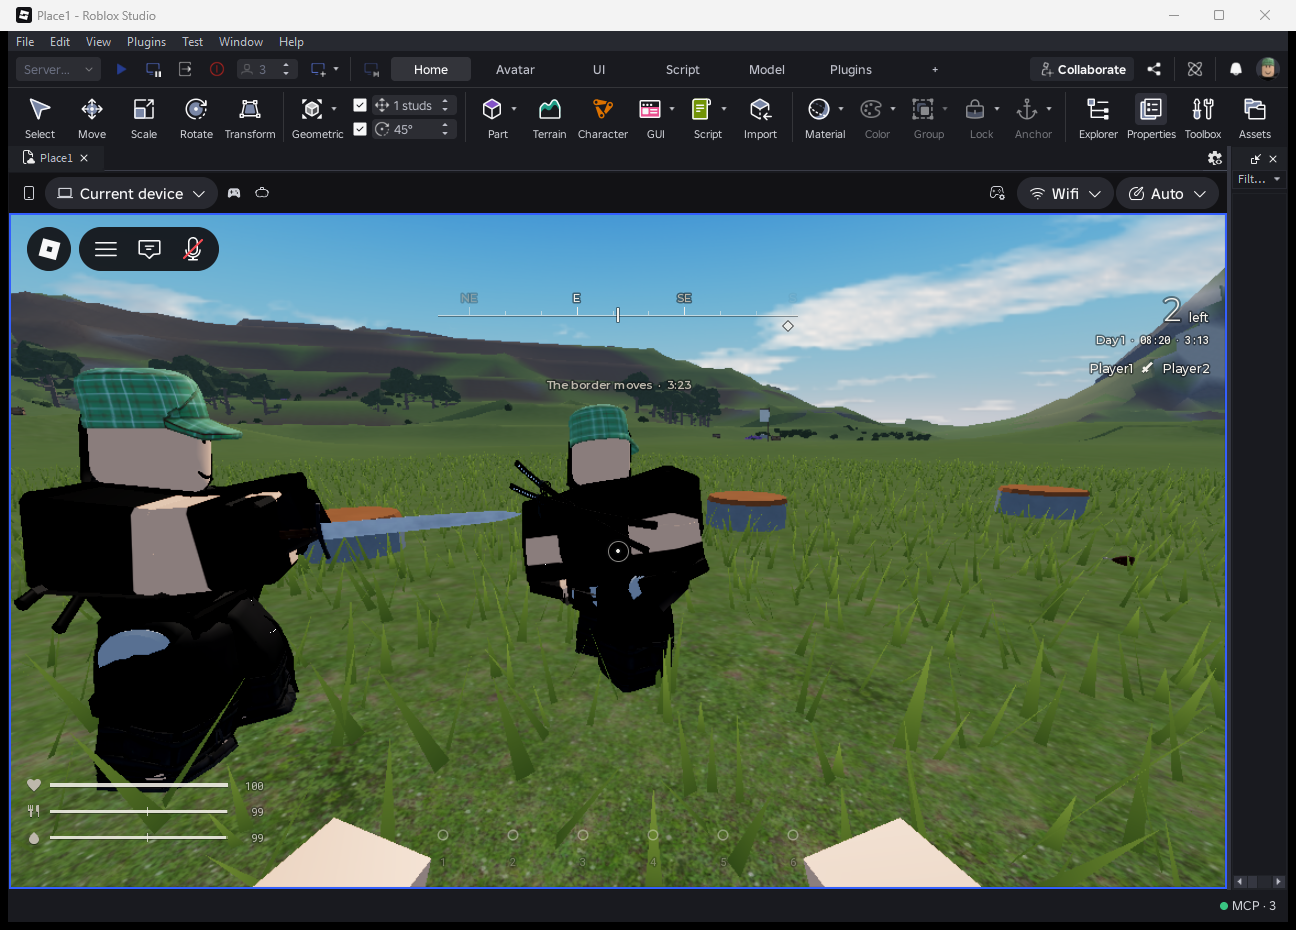 Place1 - Roblox Studio
File Edit View Plugins Test Window Help
Server... 3 Home Avatar UI Script Model Plugins + Collaborate
1 studs
45°
Select Move Scale Rotate Transform Geometric Part Terrain Character GUI Script Import Material Color Group Lock Anchor Explorer Properties Toolbox Assets
Place1
Filt...
Current device Wifi Auto
NE E SE
2 left
Day1 · 08:20 · 3:13
Player1 Player2
The border moves · 3:23
100
99
99
1 2 3 4 5 6
MCP · 3